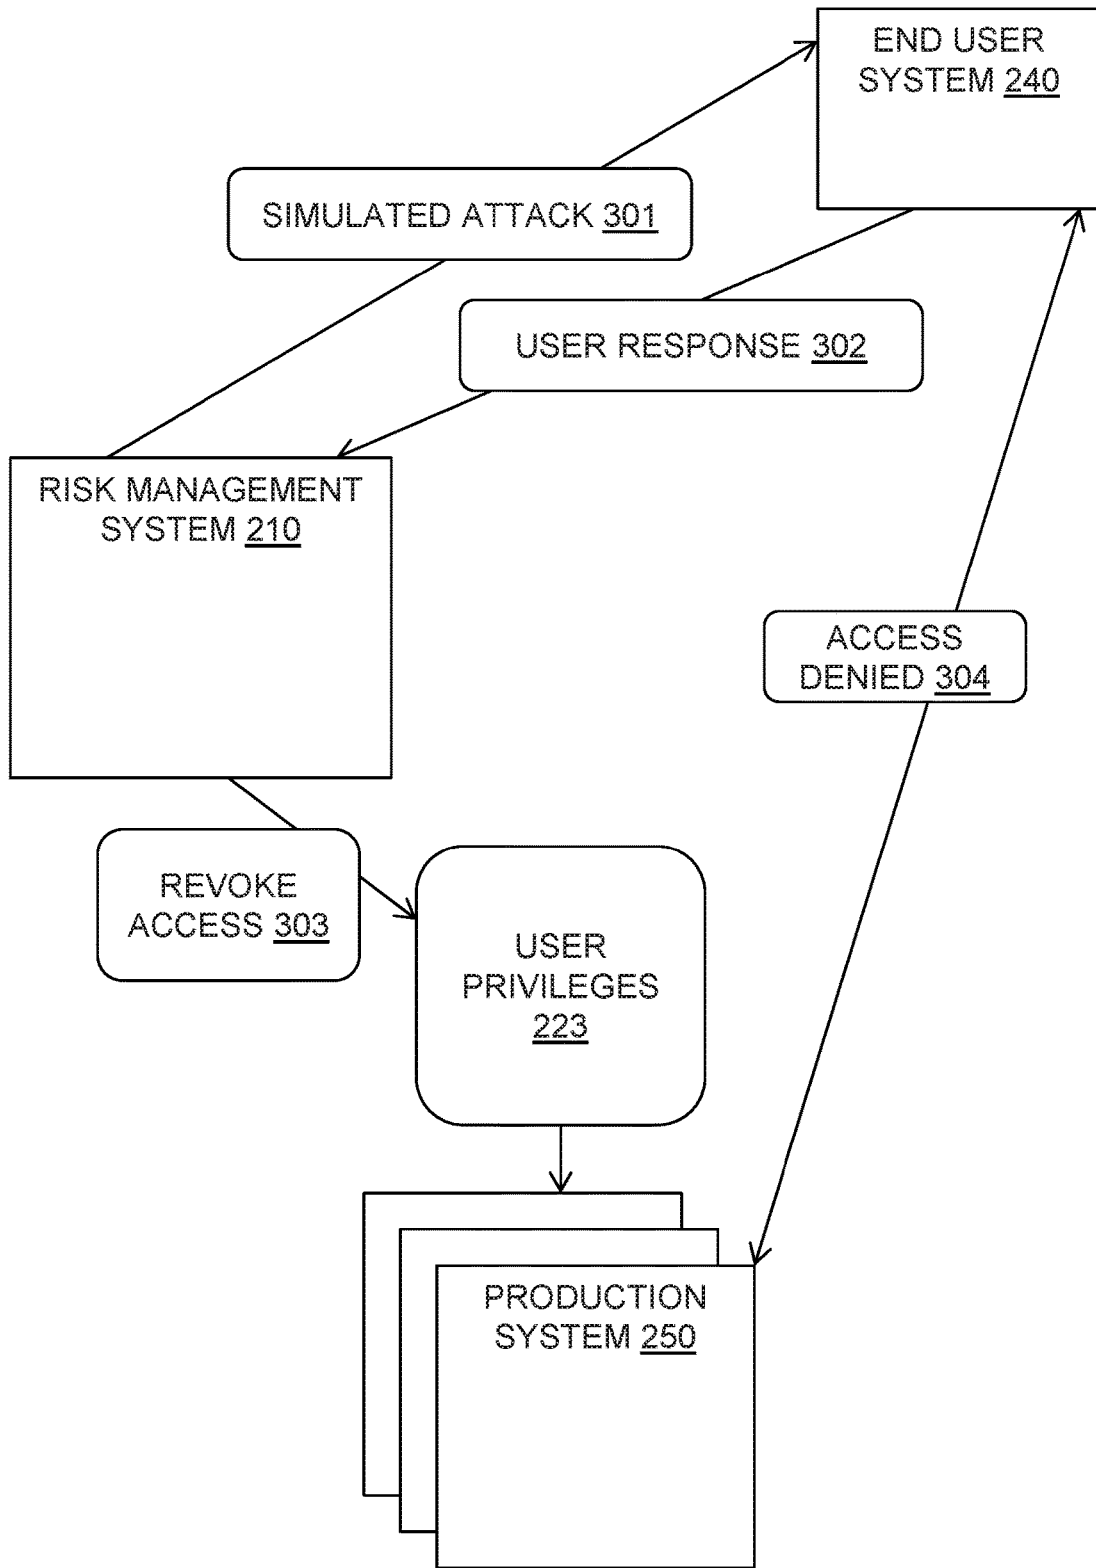 END USER
SYSTEM 240
SIMULATED ATTACK 301
USER RESPONSE 302
RISK MANAGEMENT
SYSTEM 210
ACCESS
DENIED 304
REVOKE
ACCESS 303
USER
PRIVILEGES
223
PRODUCTION
SYSTEM 250